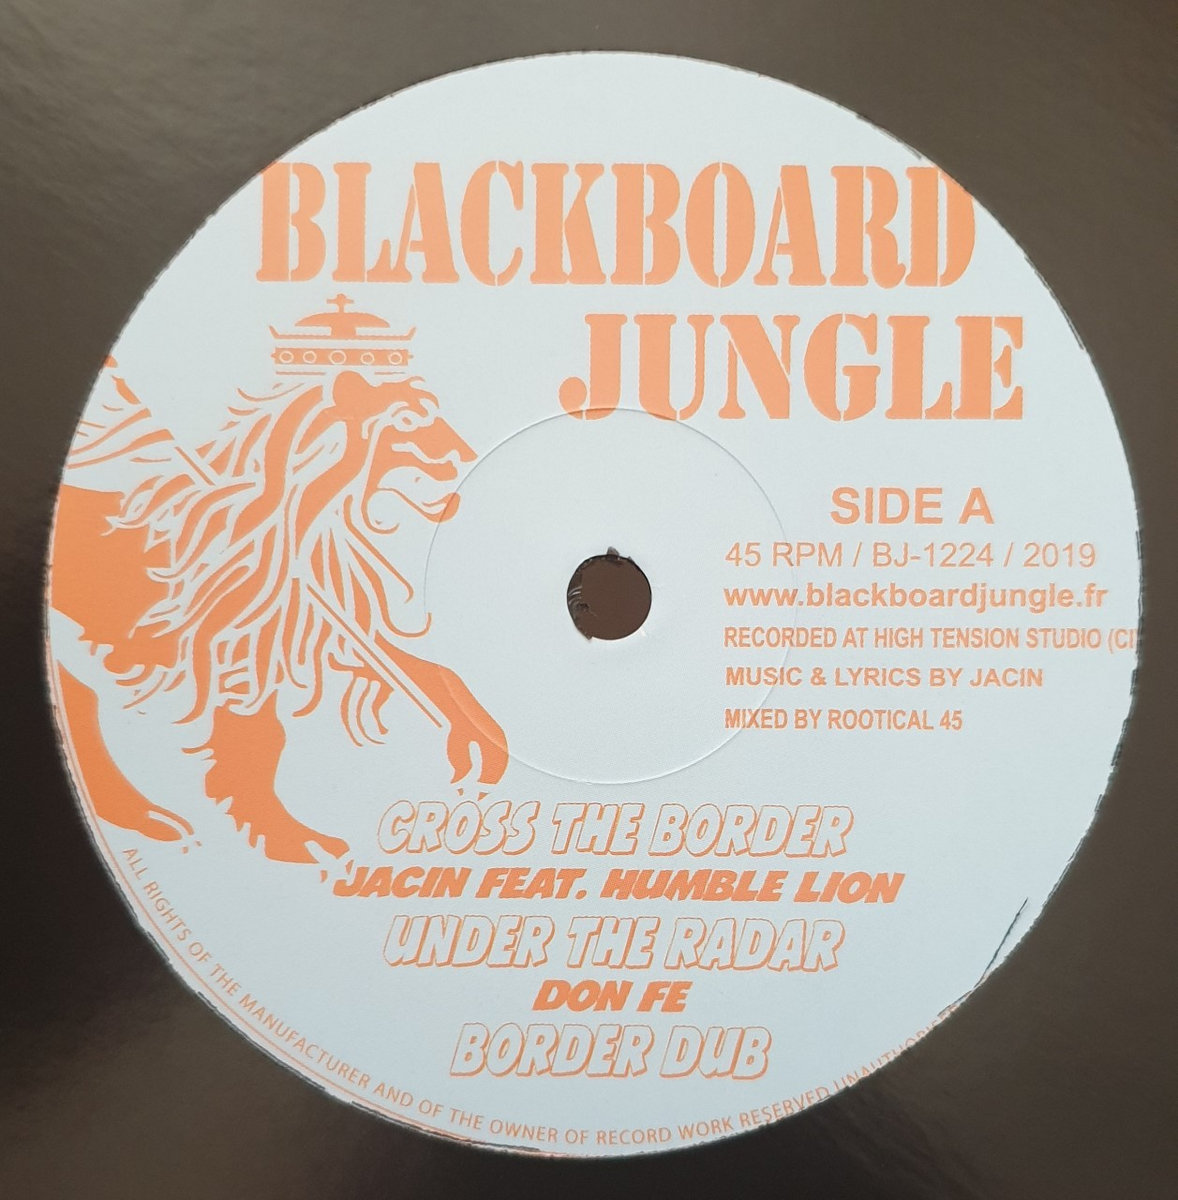 BLACKBOARD
JUNGLE
SIDE A
45 RPM / BJ-1224 / 2019
www.blackboardjungle.fr
RECORDED AT HIGH TENSION STUDIO
MUSIC & LYRICS BY JACIN
MIXED BY ROOTICAL 45
CROSS THE BORDER
JACIN FEAT. HUMBLE LION
UNDER THE RADAR
DON FE
BORDER DUB
ALL RIGHTS OF THE MANUFACTURER AND OF THE OWNER OF RECORD WORK RESERVED